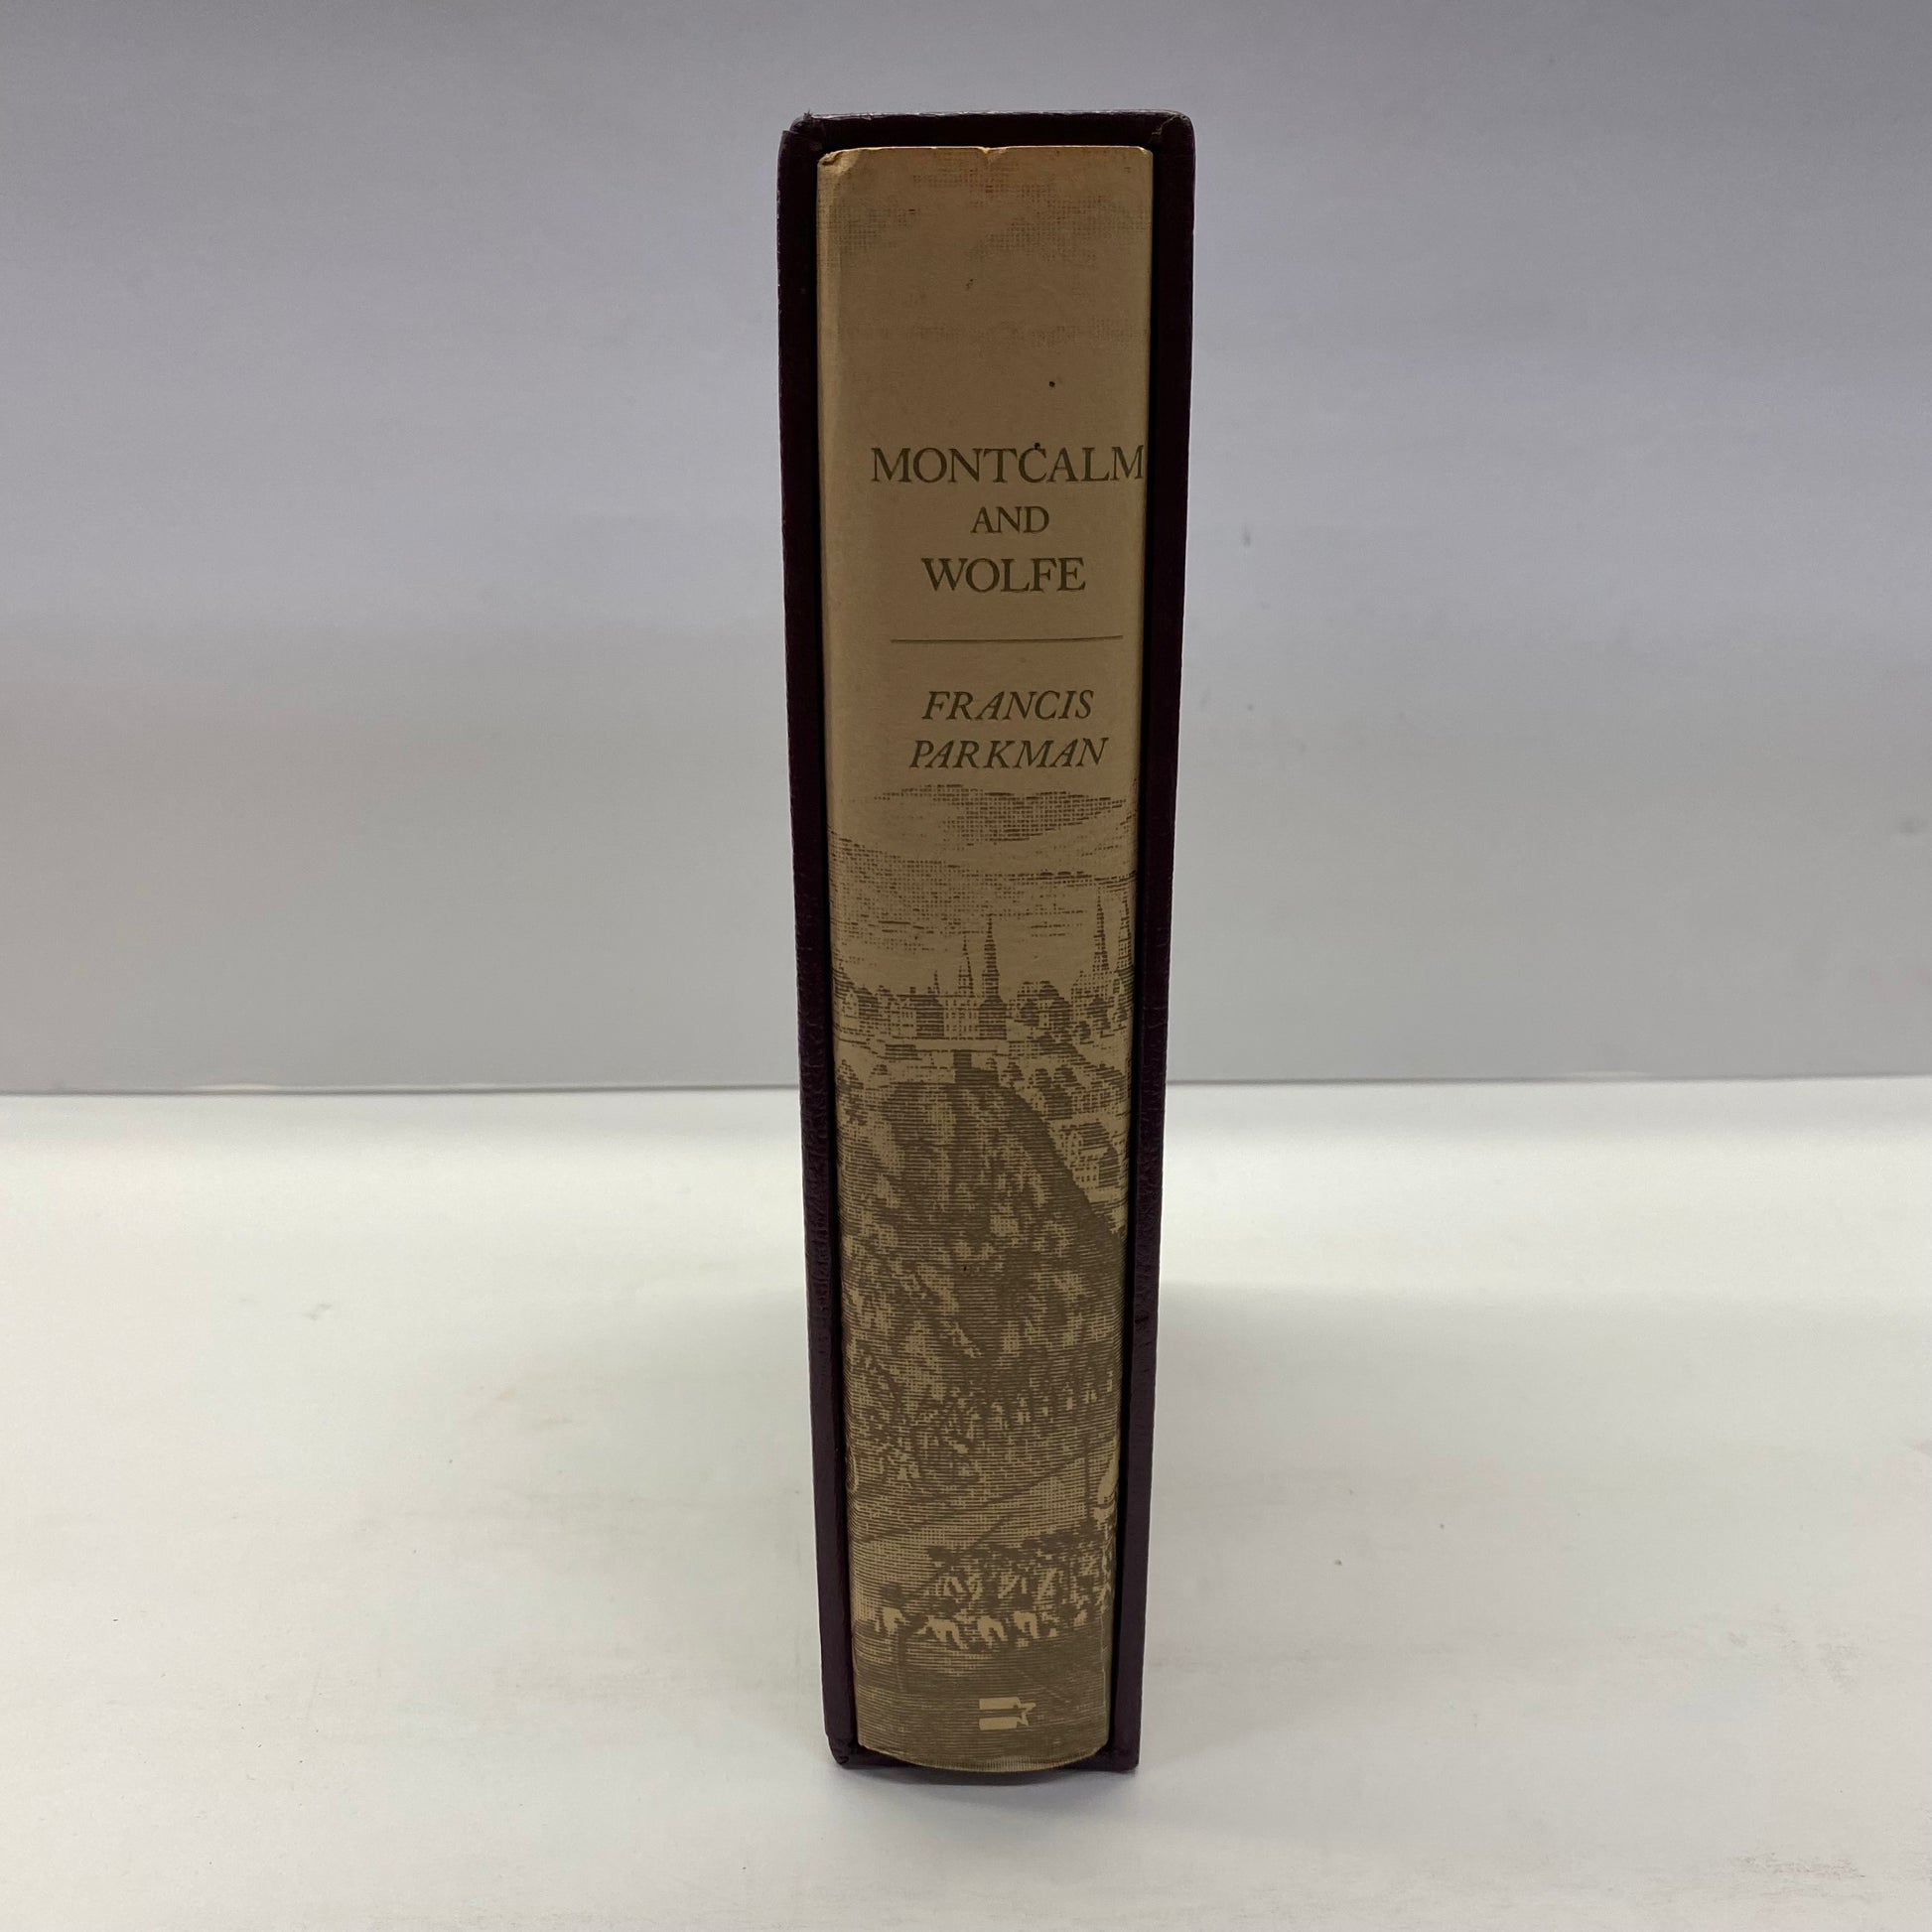 MONTCALM
AND
WOLFE
FRANCIS
PARKMAN